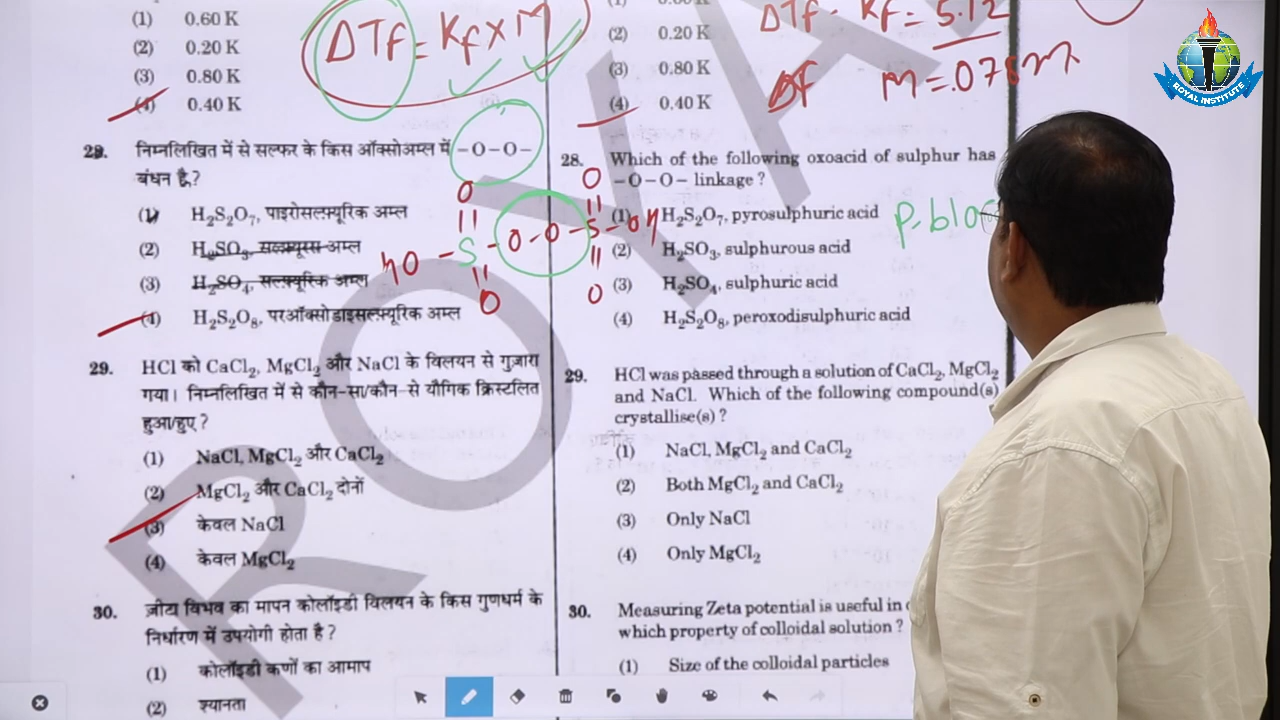 (1) 0.60 K
(2) 0.20 K
(3) 0.80 K
(4) 0.40 K
ΔTf = Kf × M
28. निम्नलिखित में से सल्फर के किस ऑक्सोअम्ल में –O–O–
बंधन है ?
(1) H₂S₂O₇, पाइरोसल्फ़्यूरिक अम्ल
(2) H₂SO₃, सल्फ़्यूरस अम्ल
(3) H₂SO₄, सल्फ़्यूरिक अम्ल
(4) H₂S₂O₈, परऑक्सोडाइसल्फ़्यूरिक अम्ल
29. HCl को CaCl₂, MgCl₂ और NaCl के विलयन से गुज़ारा
गया। निम्नलिखित में से कौन-सा/कौन-से यौगिक क्रिस्टलित
हुआ/हुए ?
(1) NaCl, MgCl₂ और CaCl₂
(2) MgCl₂ और CaCl₂ दोनों
(3) केवल NaCl
(4) केवल MgCl₂
30. ज़ीटा विभव का मापन कोलॉइडी विलयन के किस गुणधर्म के
निर्धारण में उपयोगी होता है ?
(1) कोलॉइडी कणों का आमाप
(2) श्यानता
O O
|| ||
HO - S - O - O - S - OH
|| ||
O O
(2) 0.20 K
(3) 0.80 K
(4) 0.40 K
ΔTf - Kf = 5.12
M = .078 m
28. Which of the following oxoacid of sulphur has
–O–O– linkage ?
(1) H₂S₂O₇, pyrosulphuric acid
(2) H₂SO₃, sulphurous acid
(3) H₂SO₄, sulphuric acid
(4) H₂S₂O₈, peroxodisulphuric acid
P-bloc
29. HCl was passed through a solution of CaCl₂, MgCl₂
and NaCl. Which of the following compound(s)
crystallise(s) ?
(1) NaCl, MgCl₂ and CaCl₂
(2) Both MgCl₂ and CaCl₂
(3) Only NaCl
(4) Only MgCl₂
30. Measuring Zeta potential is useful in
which property of colloidal solution ?
(1) Size of the colloidal particles
ROYA
ROYAL INSTITUTE